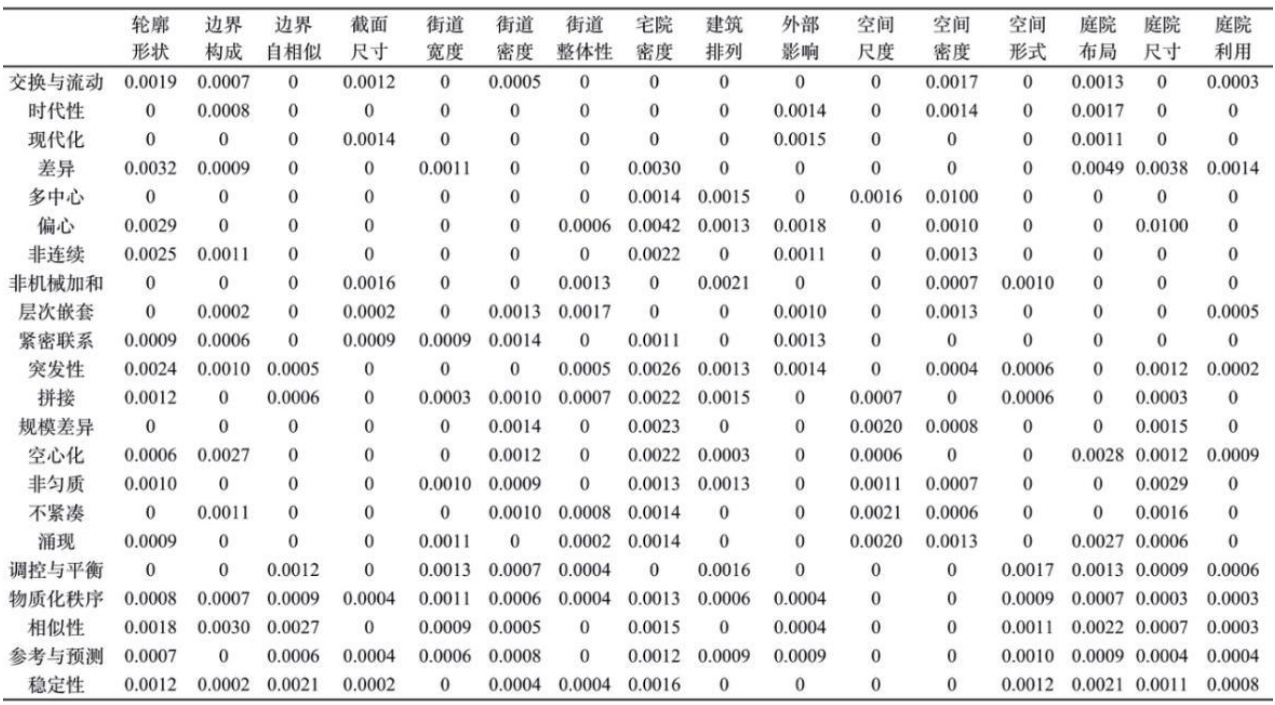 轮廓 边界 边界 截面 街道 街道 街道 宅院 建筑 外部 空间 空间 空间 庭院 庭院 庭院
形状 构成 自相似 尺寸 宽度 密度 整体性 密度 排列 影响 尺度 密度 形式 布局 尺寸 利用
交换与流动 0.0019 0.0007 0 0.0012 0 0.0005 0 0 0 0 0 0.0017 0 0.0013 0 0.0003
时代性 0 0.0008 0 0 0 0 0 0 0 0.0014 0 0.0014 0 0.0017 0 0
现代化 0 0 0 0.0014 0 0 0 0 0 0.0015 0 0 0 0.0011 0 0
差异 0.0032 0.0009 0 0 0.0011 0 0 0.0030 0 0 0 0 0 0.0049 0.0038 0.0014
多中心 0 0 0 0 0 0 0 0.0014 0.0015 0 0.0016 0.0100 0 0 0 0
偏心 0.0029 0 0 0 0 0 0.0006 0.0042 0.0013 0.0018 0 0.0010 0 0 0.0100 0
非连续 0.0025 0.0011 0 0 0 0 0 0.0022 0 0.0011 0 0.0013 0 0 0 0
非机械加和 0 0 0 0.0016 0 0 0.0013 0 0.0021 0 0 0.0007 0.0010 0 0 0
层次嵌套 0 0.0002 0 0.0002 0 0.0013 0.0017 0 0 0.0010 0 0.0013 0 0 0 0.0005
紧密联系 0.0009 0.0006 0 0.0009 0.0009 0.0014 0 0.0011 0 0.0013 0 0 0 0 0 0
突发性 0.0024 0.0010 0.0005 0 0 0 0.0005 0.0026 0.0013 0.0014 0 0.0004 0.0006 0 0.0012 0.0002
拼接 0.0012 0 0.0006 0 0.0003 0.0010 0.0007 0.0022 0.0015 0 0.0007 0 0.0006 0 0.0003 0
规模差异 0 0 0 0 0 0.0014 0 0.0023 0 0 0.0020 0.0008 0 0 0.0015 0
空心化 0.0006 0.0027 0 0 0 0.0012 0 0.0022 0.0003 0 0.0006 0 0 0.0028 0.0012 0.0009
非匀质 0.0010 0 0 0 0.0010 0.0009 0 0.0013 0.0013 0 0.0011 0.0007 0 0 0.0029 0
不紧凑 0 0.0011 0 0 0 0.0010 0.0008 0.0014 0 0 0.0021 0.0006 0 0 0.0016 0
涌现 0.0009 0 0 0 0.0011 0 0.0002 0.0014 0 0 0.0020 0.0013 0 0.0027 0.0006 0
调控与平衡 0 0 0.0012 0 0.0013 0.0007 0.0004 0 0.0016 0 0 0 0.0017 0.0013 0.0009 0.0006
物质化秩序 0.0008 0.0007 0.0009 0.0004 0.0011 0.0006 0.0004 0.0013 0.0006 0.0004 0 0 0.0009 0.0007 0.0003 0.0003
相似性 0.0018 0.0030 0.0027 0 0.0009 0.0005 0 0.0015 0 0.0004 0 0 0.0011 0.0022 0.0007 0.0003
参考与预测 0.0007 0 0.0006 0.0004 0.0006 0.0008 0 0.0012 0.0009 0.0009 0 0 0.0010 0.0009 0.0004 0.0004
稳定性 0.0012 0.0002 0.0021 0.0002 0 0.0004 0.0004 0.0016 0 0 0 0 0.0012 0.0021 0.0011 0.0008